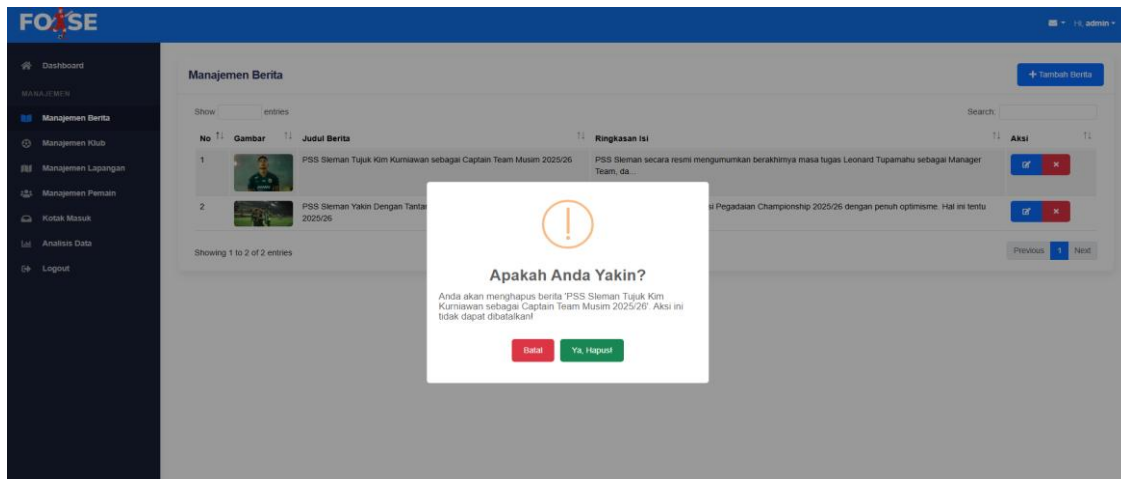 FOSE
Hi, admin
Dashboard
MANAJEMEN
Manajemen Berita
Manajemen Klub
Manajemen Lapangan
Manajemen Pemain
Kotak Masuk
Analisis Data
Logout
Manajemen Berita
+ Tambah Berita
Show entries
Search:
No Gambar Judul Berita Ringkasan Isi Aksi
1 PSS Sleman Tujuk Kim Kurniawan sebagai Captain Team Musim 2025/26 PSS Sleman secara resmi mengumumkan berakhirnya masa tugas Leonard Tupamahu sebagai Manager
Team, da...
2 PSS Sleman Yakin Dengan Tantan si Pegadaian Championship 2025/26 dengan penuh optimisme. Hal ini tentu
2025/26
Showing 1 to 2 of 2 entries
Previous 1 Next
Apakah Anda Yakin?
Anda akan menghapus berita 'PSS Sleman Tujuk Kim
Kurniawan sebagai Captain Team Musim 2025/26'. Aksi ini
tidak dapat dibatalkan!
Batal
Ya, Hapus!